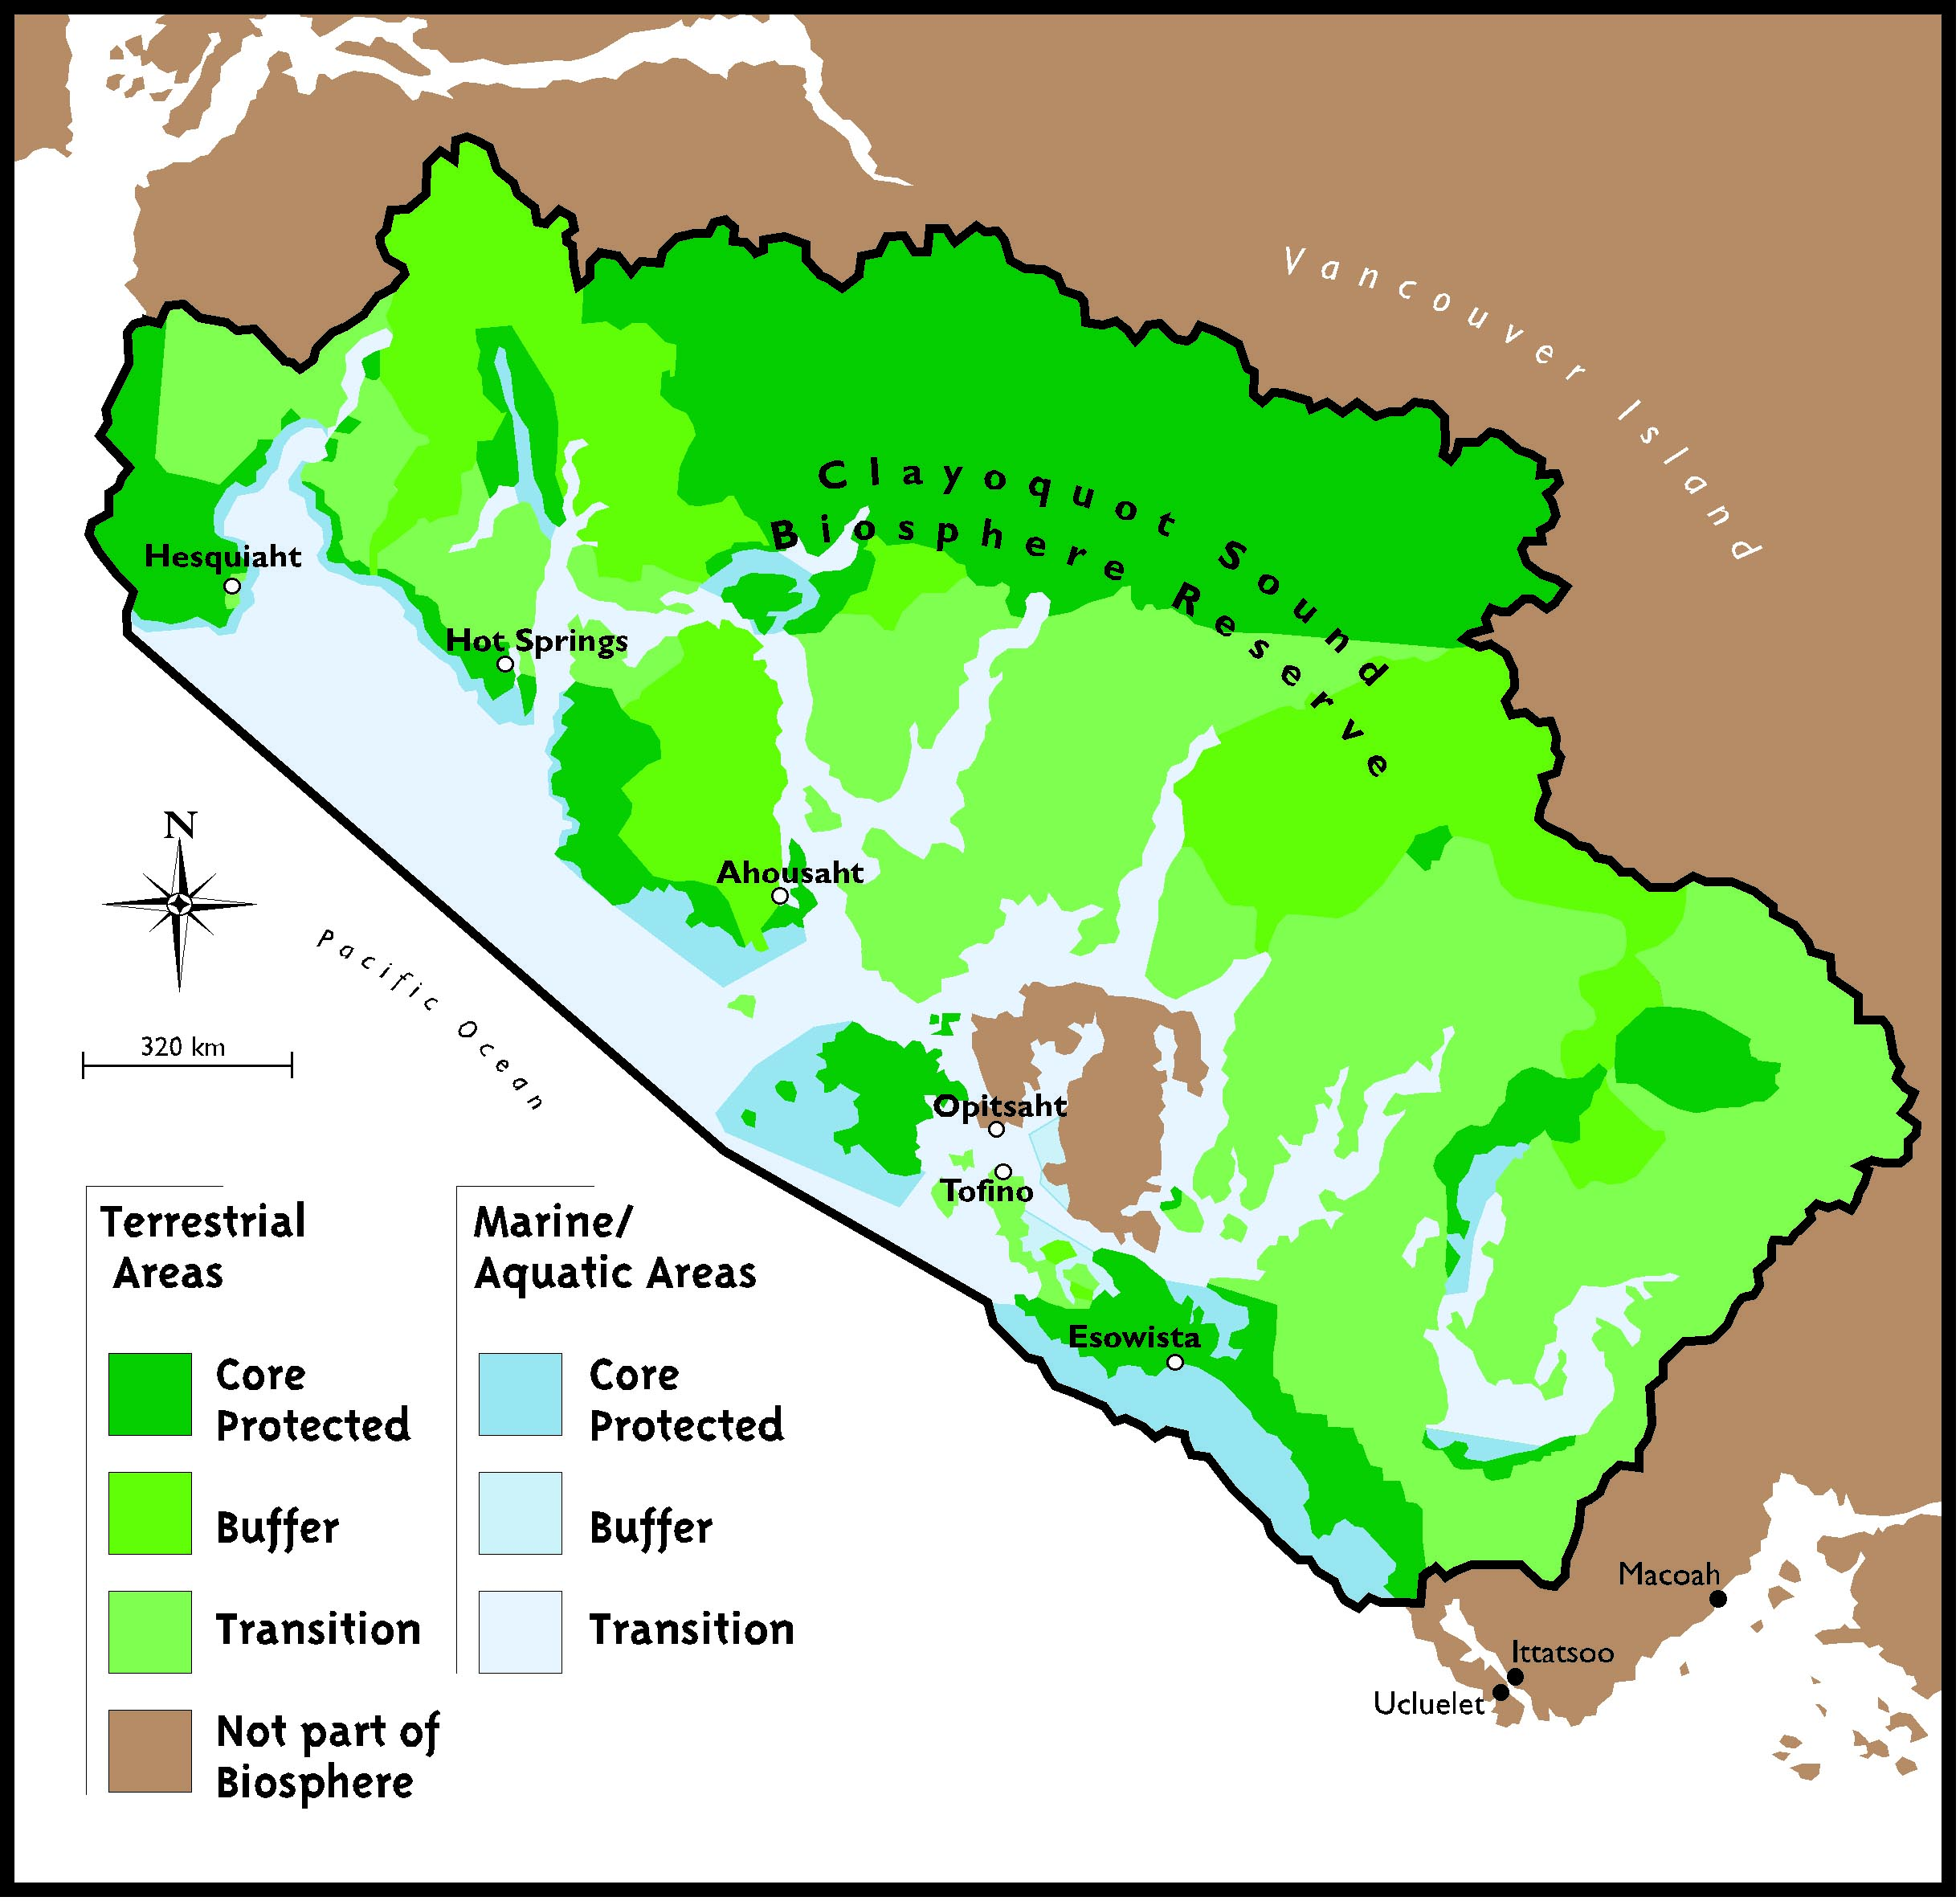 Vancouver Island
Clayoquot Sound
Biosphere Reserve
Hesquiaht
Hot Springs
Ahousaht
N
320 km
Pacific Ocean
Opitsaht
Tofino
Esowista
Macoah
Ittatsoo
Ucluelet
Terrestrial
Areas
Core
Protected
Buffer
Transition
Not part of
Biosphere
Marine/
Aquatic Areas
Core
Protected
Buffer
Transition